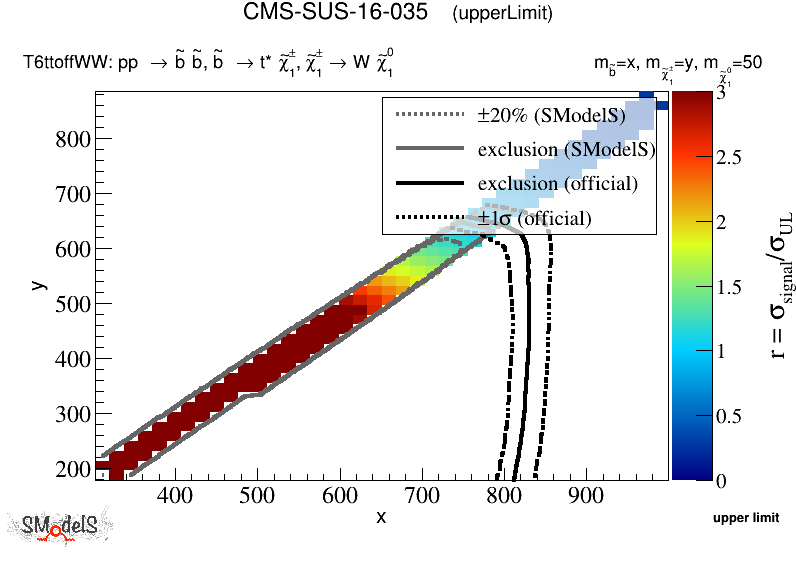 CMS-SUS-16-035 (upperLimit)
T6ttoffWW: pp → b̃ b̃, b̃ → t* χ̃₁±, χ̃₁± → W χ̃₁⁰
m_b̃=x, m_χ̃₁±=y, m_χ̃₁⁰=50
±20% (SModelS)
exclusion (SModelS)
exclusion (official)
±1σ (official)
800
700
600
500
400
300
200
y
400 500 600 700 800 900
x
3
2.5
2
1.5
1
0.5
0
r = σ_signal/σ_UL
SModelS
upper limit